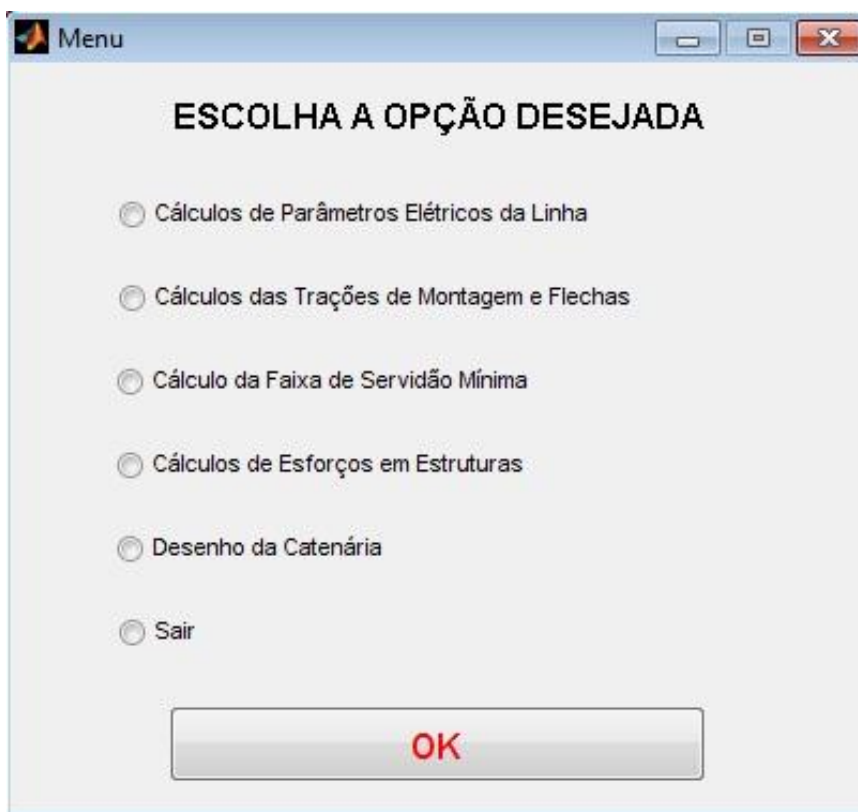 Menu
ESCOLHA A OPÇÃO DESEJADA
Cálculos de Parâmetros Elétricos da Linha
Cálculos das Trações de Montagem e Flechas
Cálculo da Faixa de Servidão Mínima
Cálculos de Esforços em Estruturas
Desenho da Catenária
Sair
OK